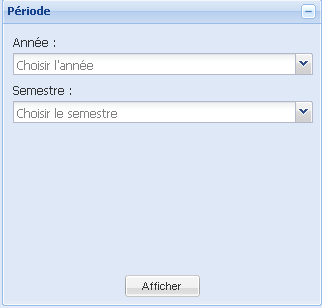 Période
Année :
Choisir l'année
Semestre :
Choisir le semestre
Afficher